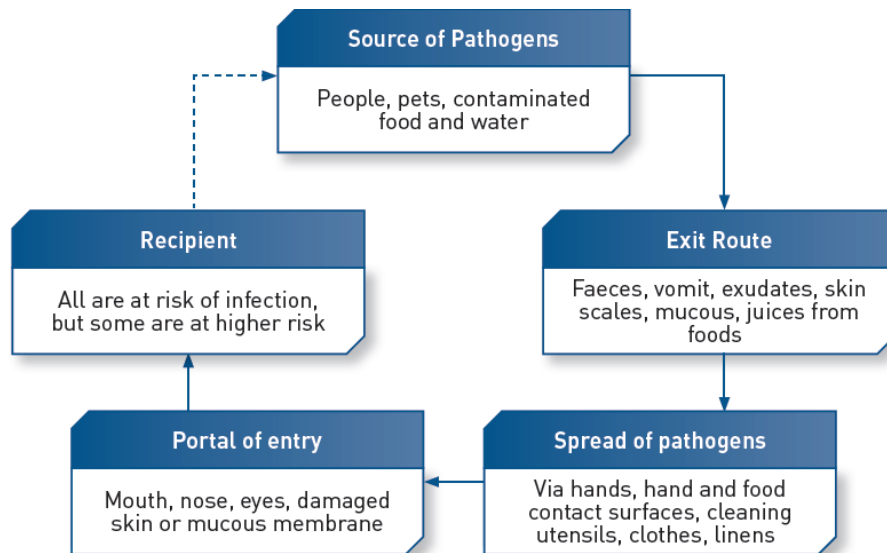 Source of Pathogens
People, pets, contaminated
food and water
Exit Route
Faeces, vomit, exudates, skin
scales, mucous, juices from
foods
Spread of pathogens
Via hands, hand and food
contact surfaces, cleaning
utensils, clothes, linens
Portal of entry
Mouth, nose, eyes, damaged
skin or mucous membrane
Recipient
All are at risk of infection,
but some are at higher risk